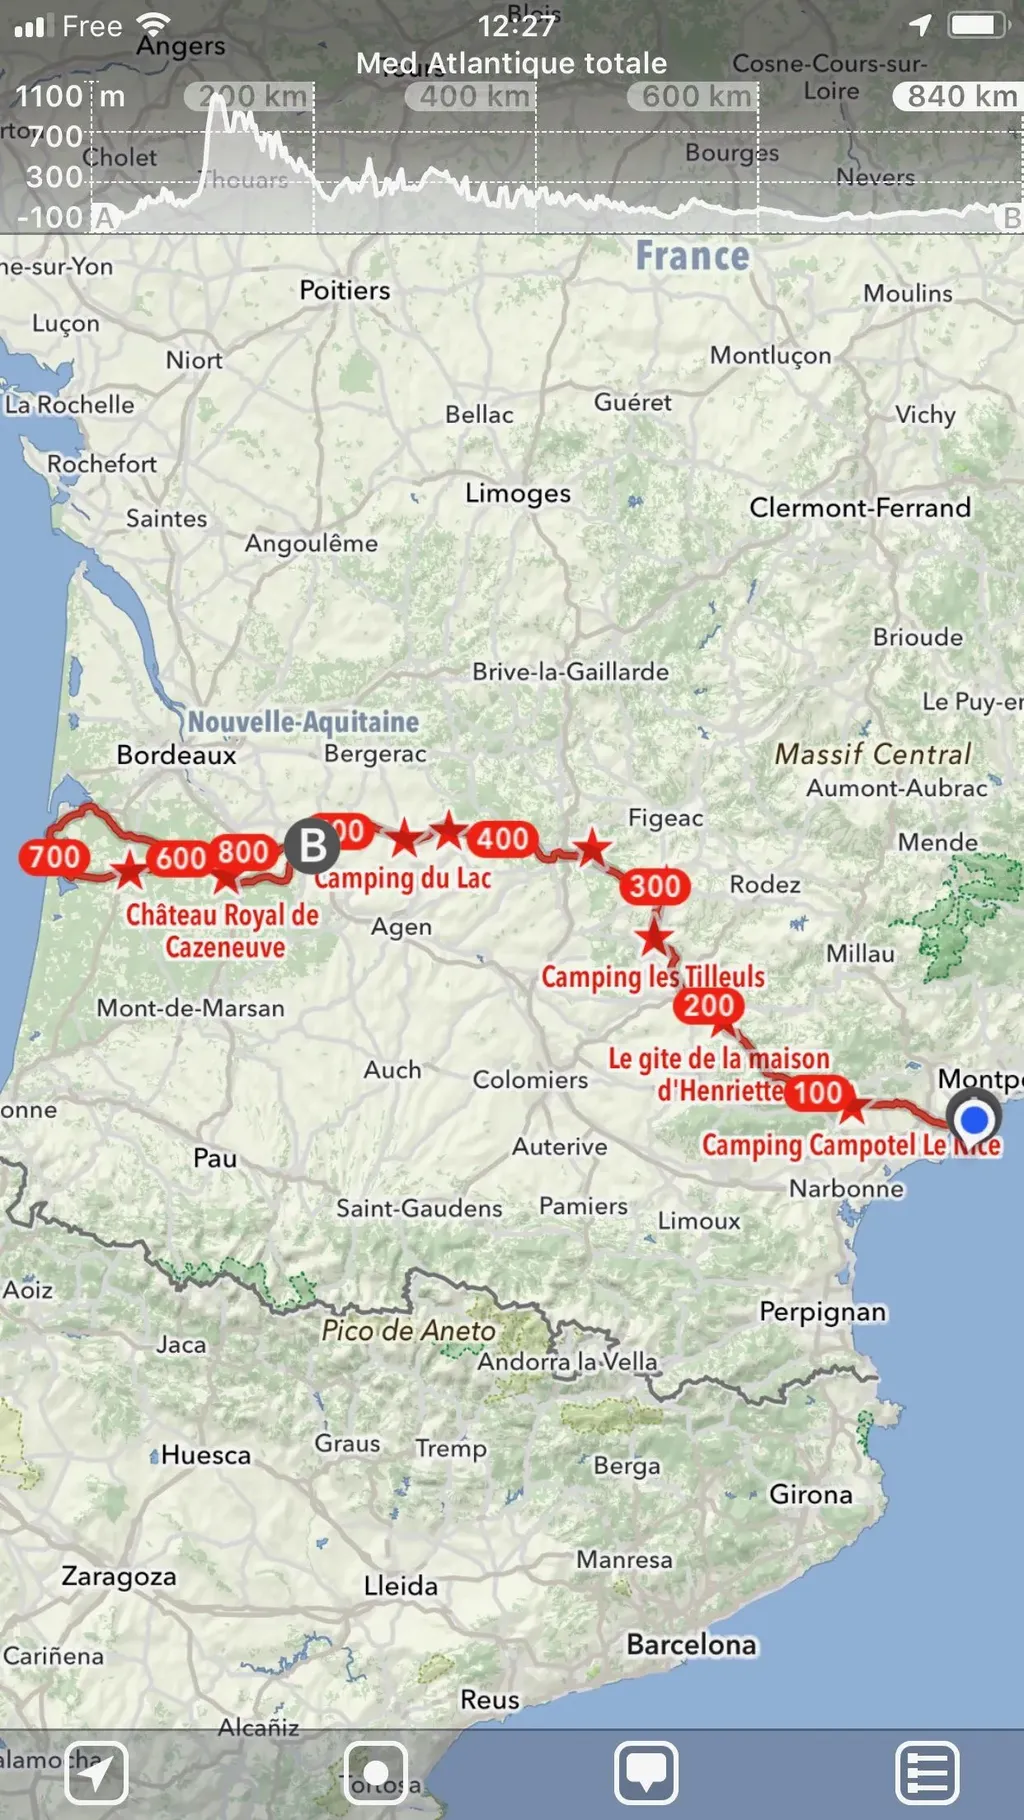 Blois
Free 12:27
Angers
Tours
Med Atlantique totale
Cosne-Cours-sur-
Loire
1100 m
200 km 400 km 600 km 840 km
700
Cholet
Bourges
300
Thouars
Nevers
-100 A B
France
ne-sur-Yon
Poitiers
Moulins
Luçon
Niort
Montluçon
La Rochelle
Bellac
Guéret
Vichy
Rochefort
Limoges
Clermont-Ferrand
Saintes
Angoulême
Brioude
Brive-la-Gaillarde
Le Puy-en
Nouvelle-Aquitaine
Bordeaux
Bergerac
Massif Central
Aumont-Aubrac
Figeac
Mende
700 600 800 B 00 400
Camping du Lac
300
Rodez
Château Royal de
Cazeneuve
Agen
Millau
Camping les Tilleuls
200
Mont-de-Marsan
Le gite de la maison
d'Henriette
100
Auch
Colomiers
Montpe
onne
Camping Campotel Le Nice
Auterive
Pau
Narbonne
Saint-Gaudens
Pamiers
Limoux
Aoiz
Perpignan
Pico de Aneto
Jaca
Andorra la Vella
Huesca
Graus
Tremp
Berga
Girona
Manresa
Zaragoza
Lleida
Cariñena
Barcelona
Reus
Alcañiz
alamocha
Tortosa